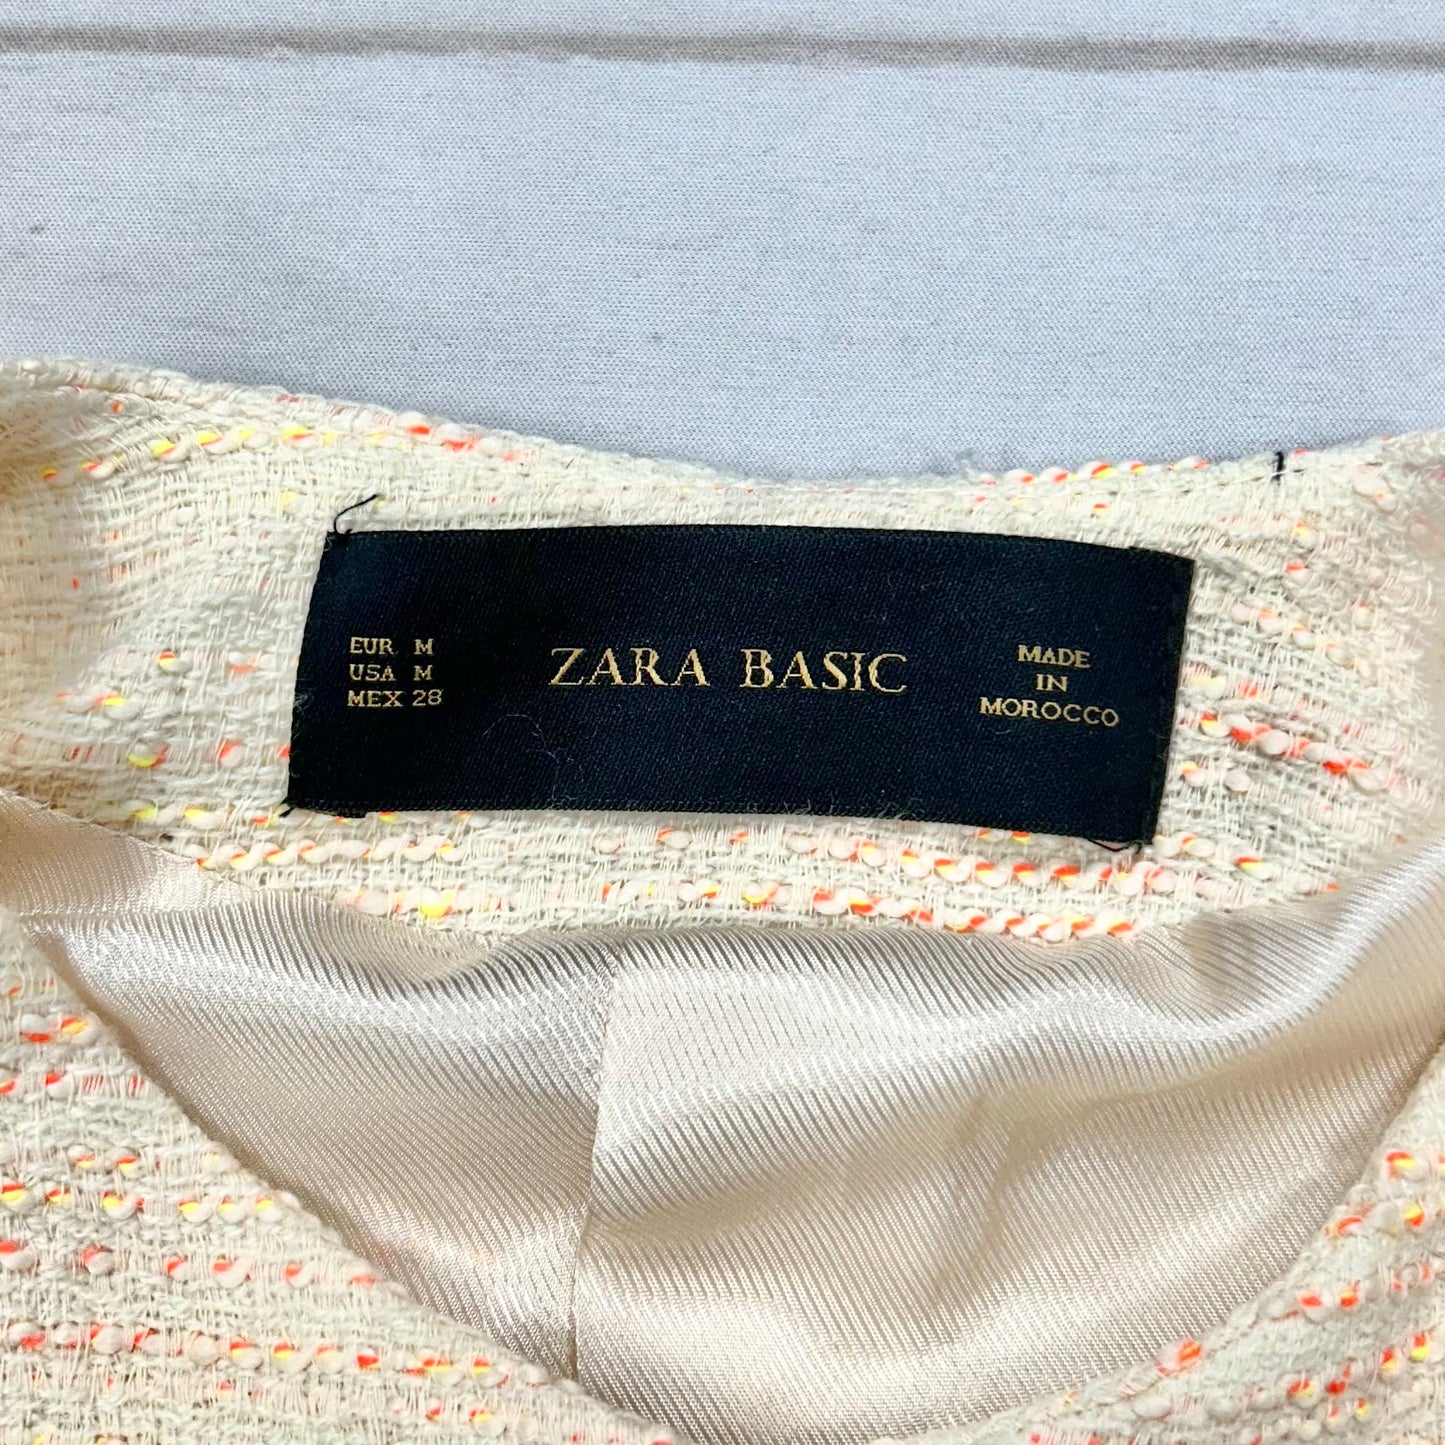 EUR M
USA M
MEX 28
ZARA BASIC
MADE
IN
MOROCCO